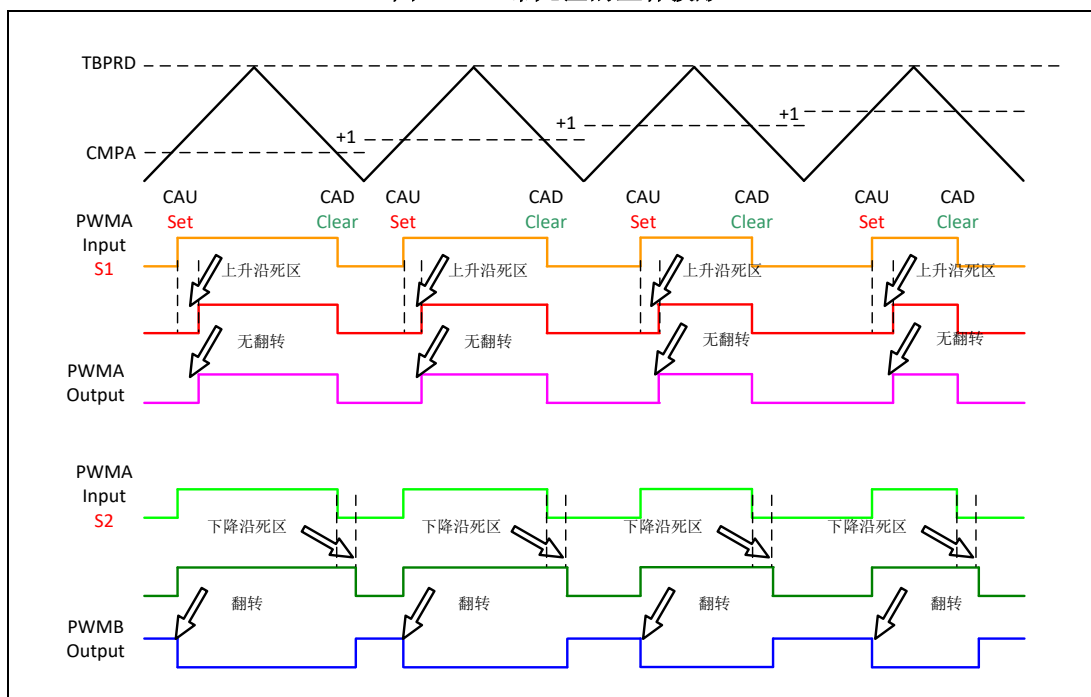 TBPRD
+1
+1
+1
CMPA
CAU
CAD
CAU
CAD
CAU
CAD
CAU
CAD
PWMA
Input
S1
Set
Clear
Set
Clear
Set
Clear
Set
Clear
上升沿死区
上升沿死区
上升沿死区
上升沿死区
无翻转
无翻转
无翻转
无翻转
PWMA
Output
PWMA
Input
S2
下降沿死区
下降沿死区
下降沿死区
下降沿死区
翻转
翻转
翻转
翻转
PWMB
Output